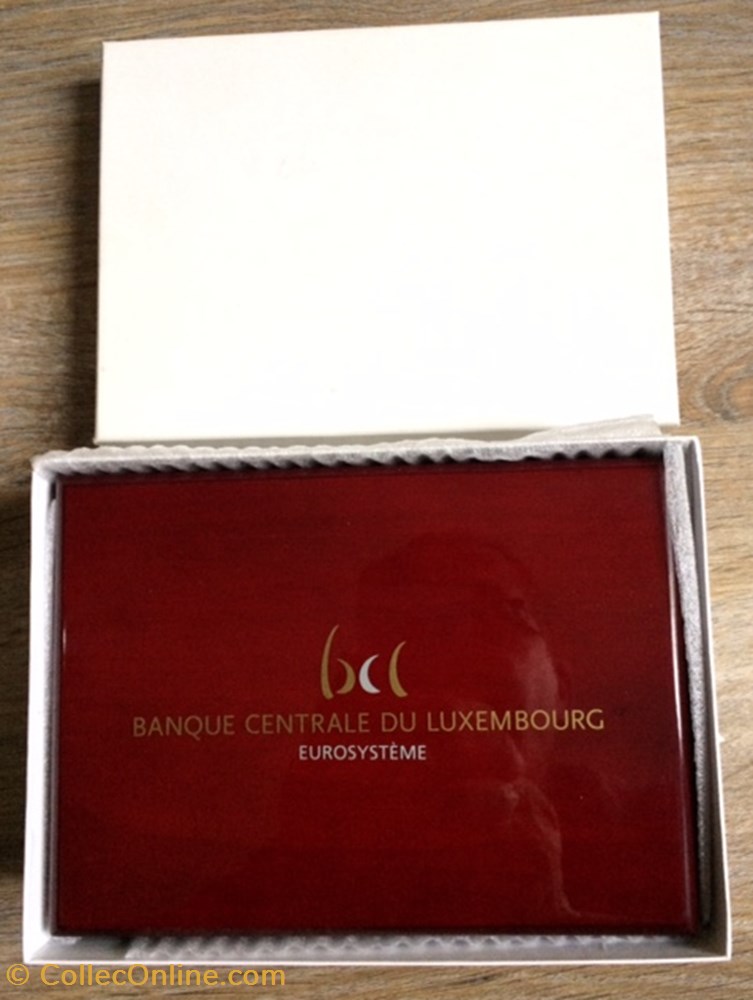 bcl
BANQUE CENTRALE DU LUXEMBOURG
EUROSYSTÈME
© CollecOnline.com